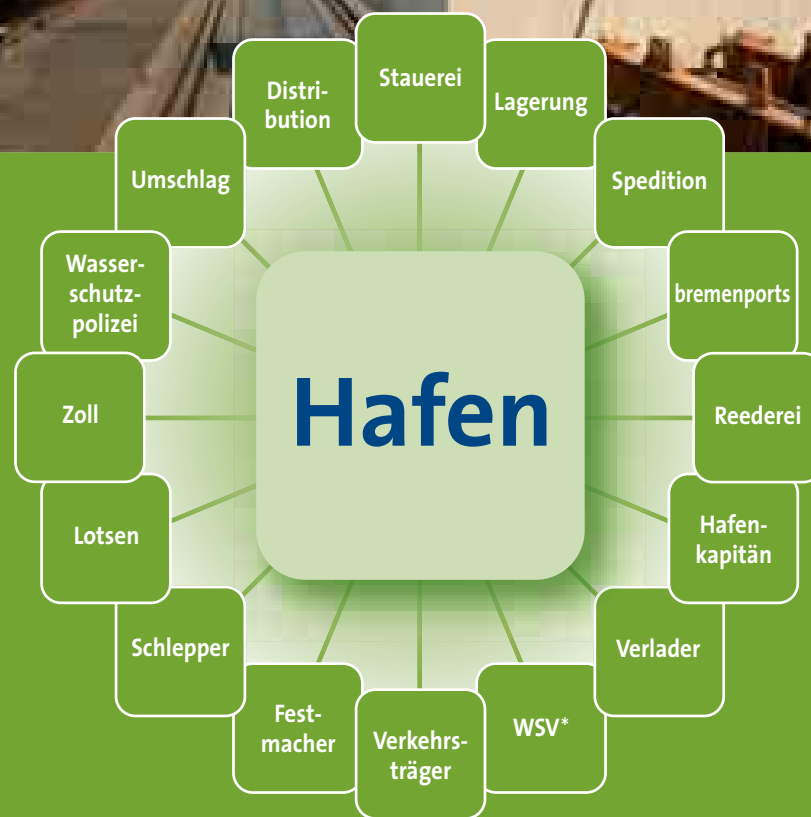 Stauerei
Lagerung
Spedition
bremenports
Reederei
Hafen-
kapitän
Verlader
WSV*
Verkehrs-
träger
Fest-
macher
Schlepper
Lotsen
Zoll
Wasser-
schutz-
polizei
Umschlag
Distri-
bution
Hafen